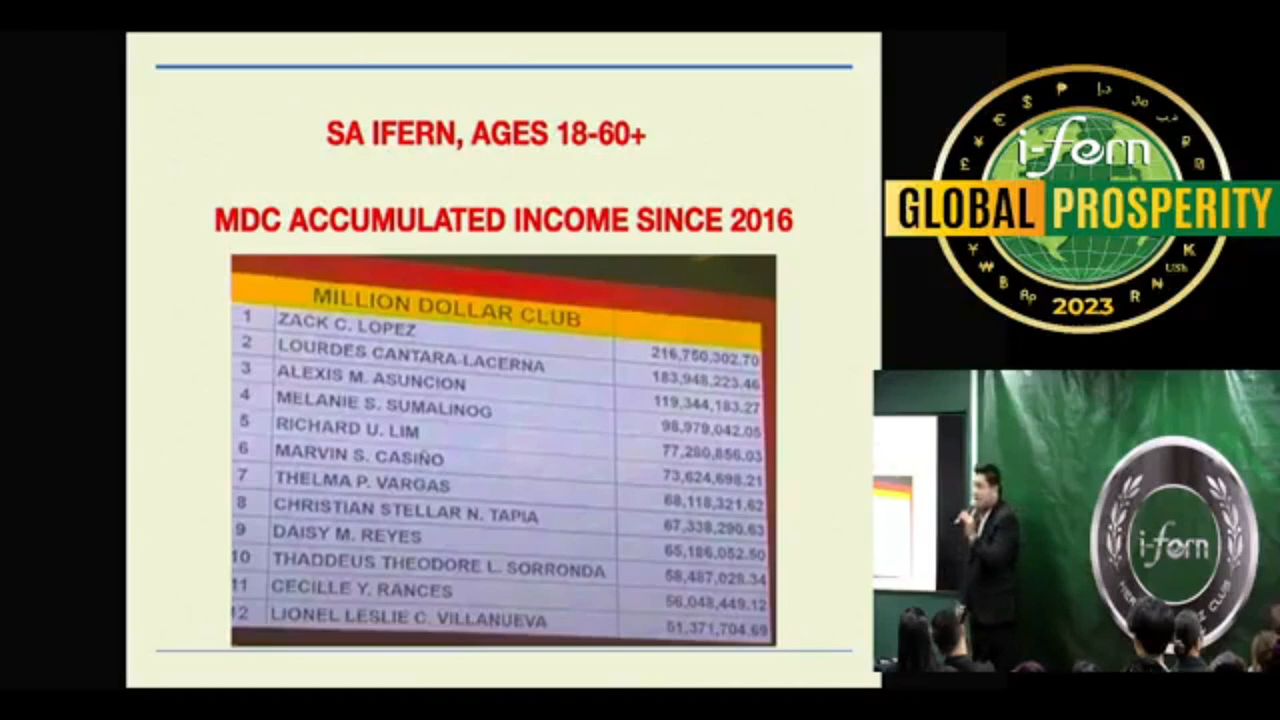 SA IFERN, AGES 18-60+
MDC ACCUMULATED INCOME SINCE 2016
MILLION DOLLAR CLUB
1 ZACK C. LOPEZ 216,750,302.70
2 LOURDES CANTARA-LACERNA 183,948,223.46
3 ALEXIS M. ASUNCION 119,344,183.27
4 MELANIE S. SUMALINOG 98,979,042.05
5 RICHARD U. LIM 77,280,856.03
6 MARVIN S. CASIÑO 73,624,698.21
7 THELMA P. VARGAS 68,118,321.62
8 CHRISTIAN STELLAR N. TAPIA 67,338,290.63
9 DAISY M. REYES 65,186,052.50
10 THADDEUS THEODORE L. SORRONDA 58,487,028.34
11 CECILLE Y. RANCES 56,048,449.12
12 LIONEL LESLIE C. VILLANUEVA 51,371,704.69
i-fern
GLOBAL PROSPERITY
2023
i-fern
CLUB